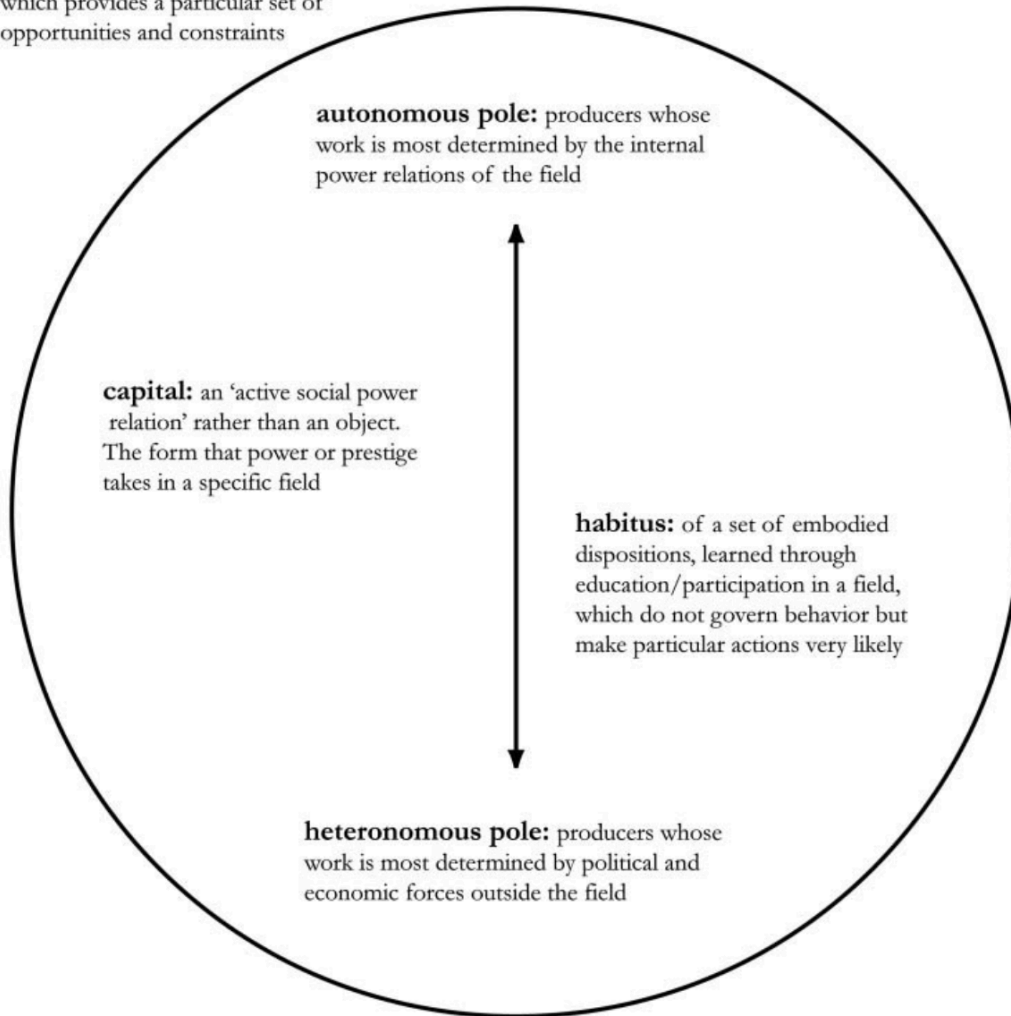 which provides a particular set of
opportunities and constraints
autonomous pole: producers whose
work is most determined by the internal
power relations of the field
capital: an ‘active social power
relation’ rather than an object.
The form that power or prestige
takes in a specific field
habitus: of a set of embodied
dispositions, learned through
education/participation in a field,
which do not govern behavior but
make particular actions very likely
heteronomous pole: producers whose
work is most determined by political and
economic forces outside the field